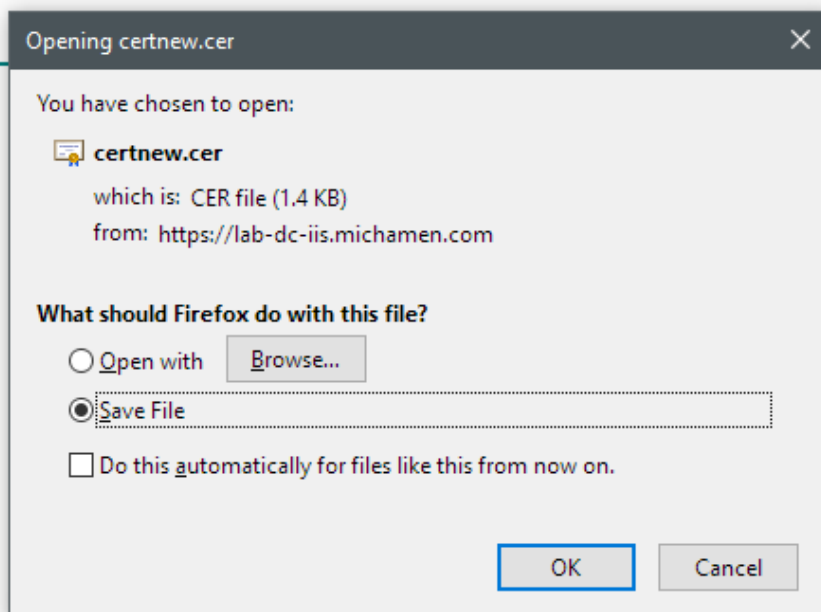 Opening certnew.cer
You have chosen to open:
certnew.cer
which is: CER file (1.4 KB)
from: https://lab-dc-iis.michamen.com
What should Firefox do with this file?
Open with Browse...
Save File
Do this automatically for files like this from now on.
OK Cancel